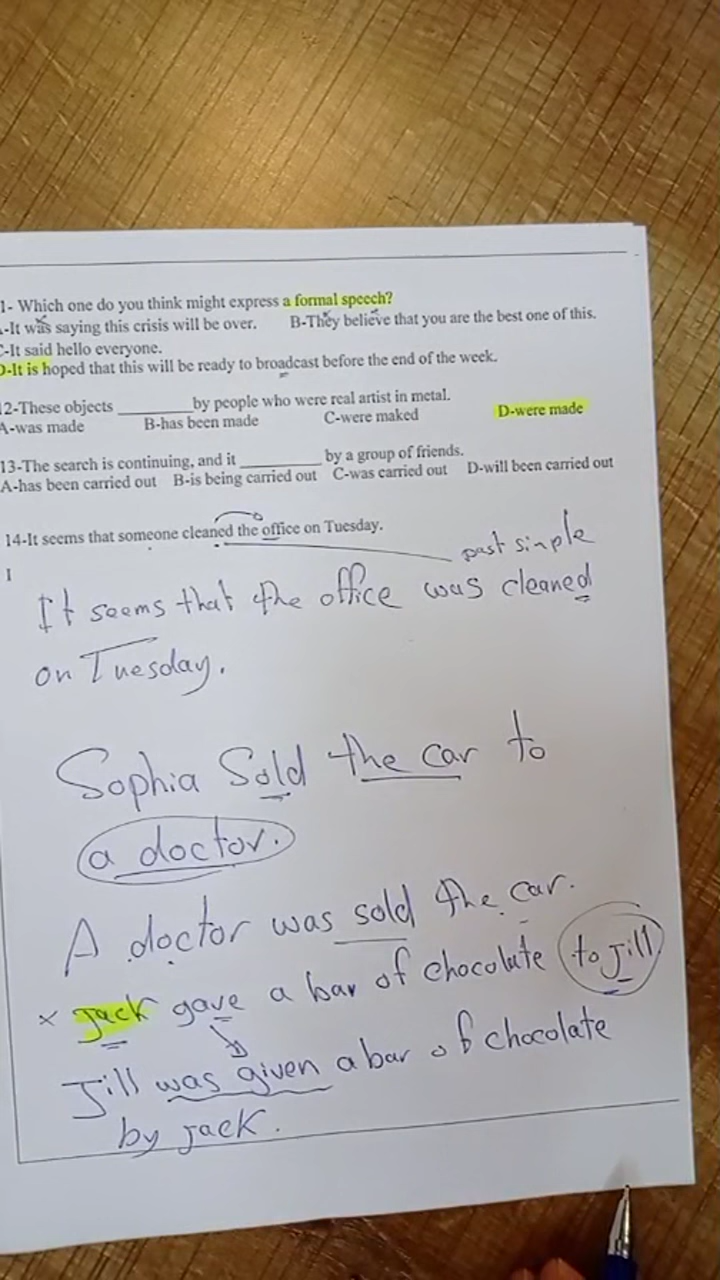 1- Which one do you think might express a formal speech?
-It was saying this crisis will be over. B-They believe that you are the best one of this.
-It said hello everyone.
D-It is hoped that this will be ready to broadcast before the end of the week.
12-These objects ________ by people who were real artist in metal.
A-was made B-has been made C-were maked D-were made
13-The search is continuing, and it ________ by a group of friends.
A-has been carried out B-is being carried out C-was carried out D-will been carried out
14-It seems that someone cleaned the office on Tuesday.
past simple
It seems that the office was cleaned
on Tuesday.
Sophia Sold the car to
a doctor.
A doctor was sold the car.
x Jack gave a bar of chocolate to Jill
Jill was given a bar of chocolate
by Jack.